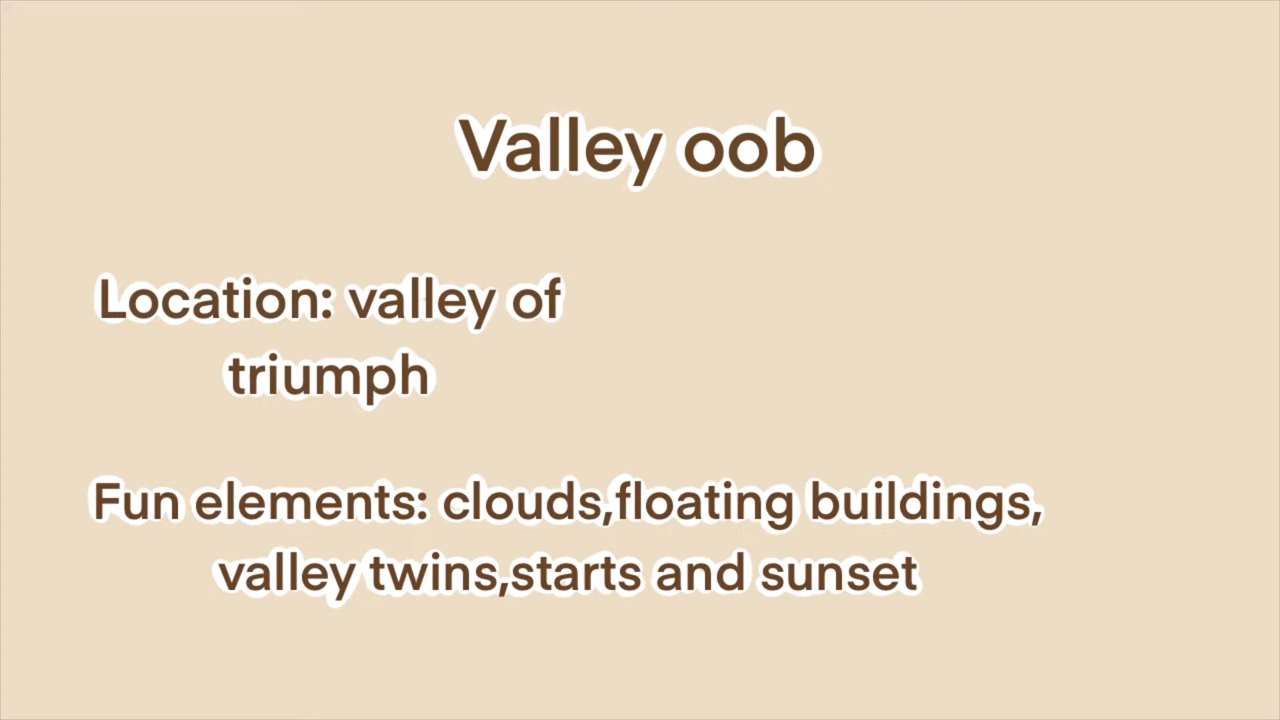 Valley oob
Location: valley of
triumph
Fun elements: clouds,floating buildings,
valley twins,starts and sunset